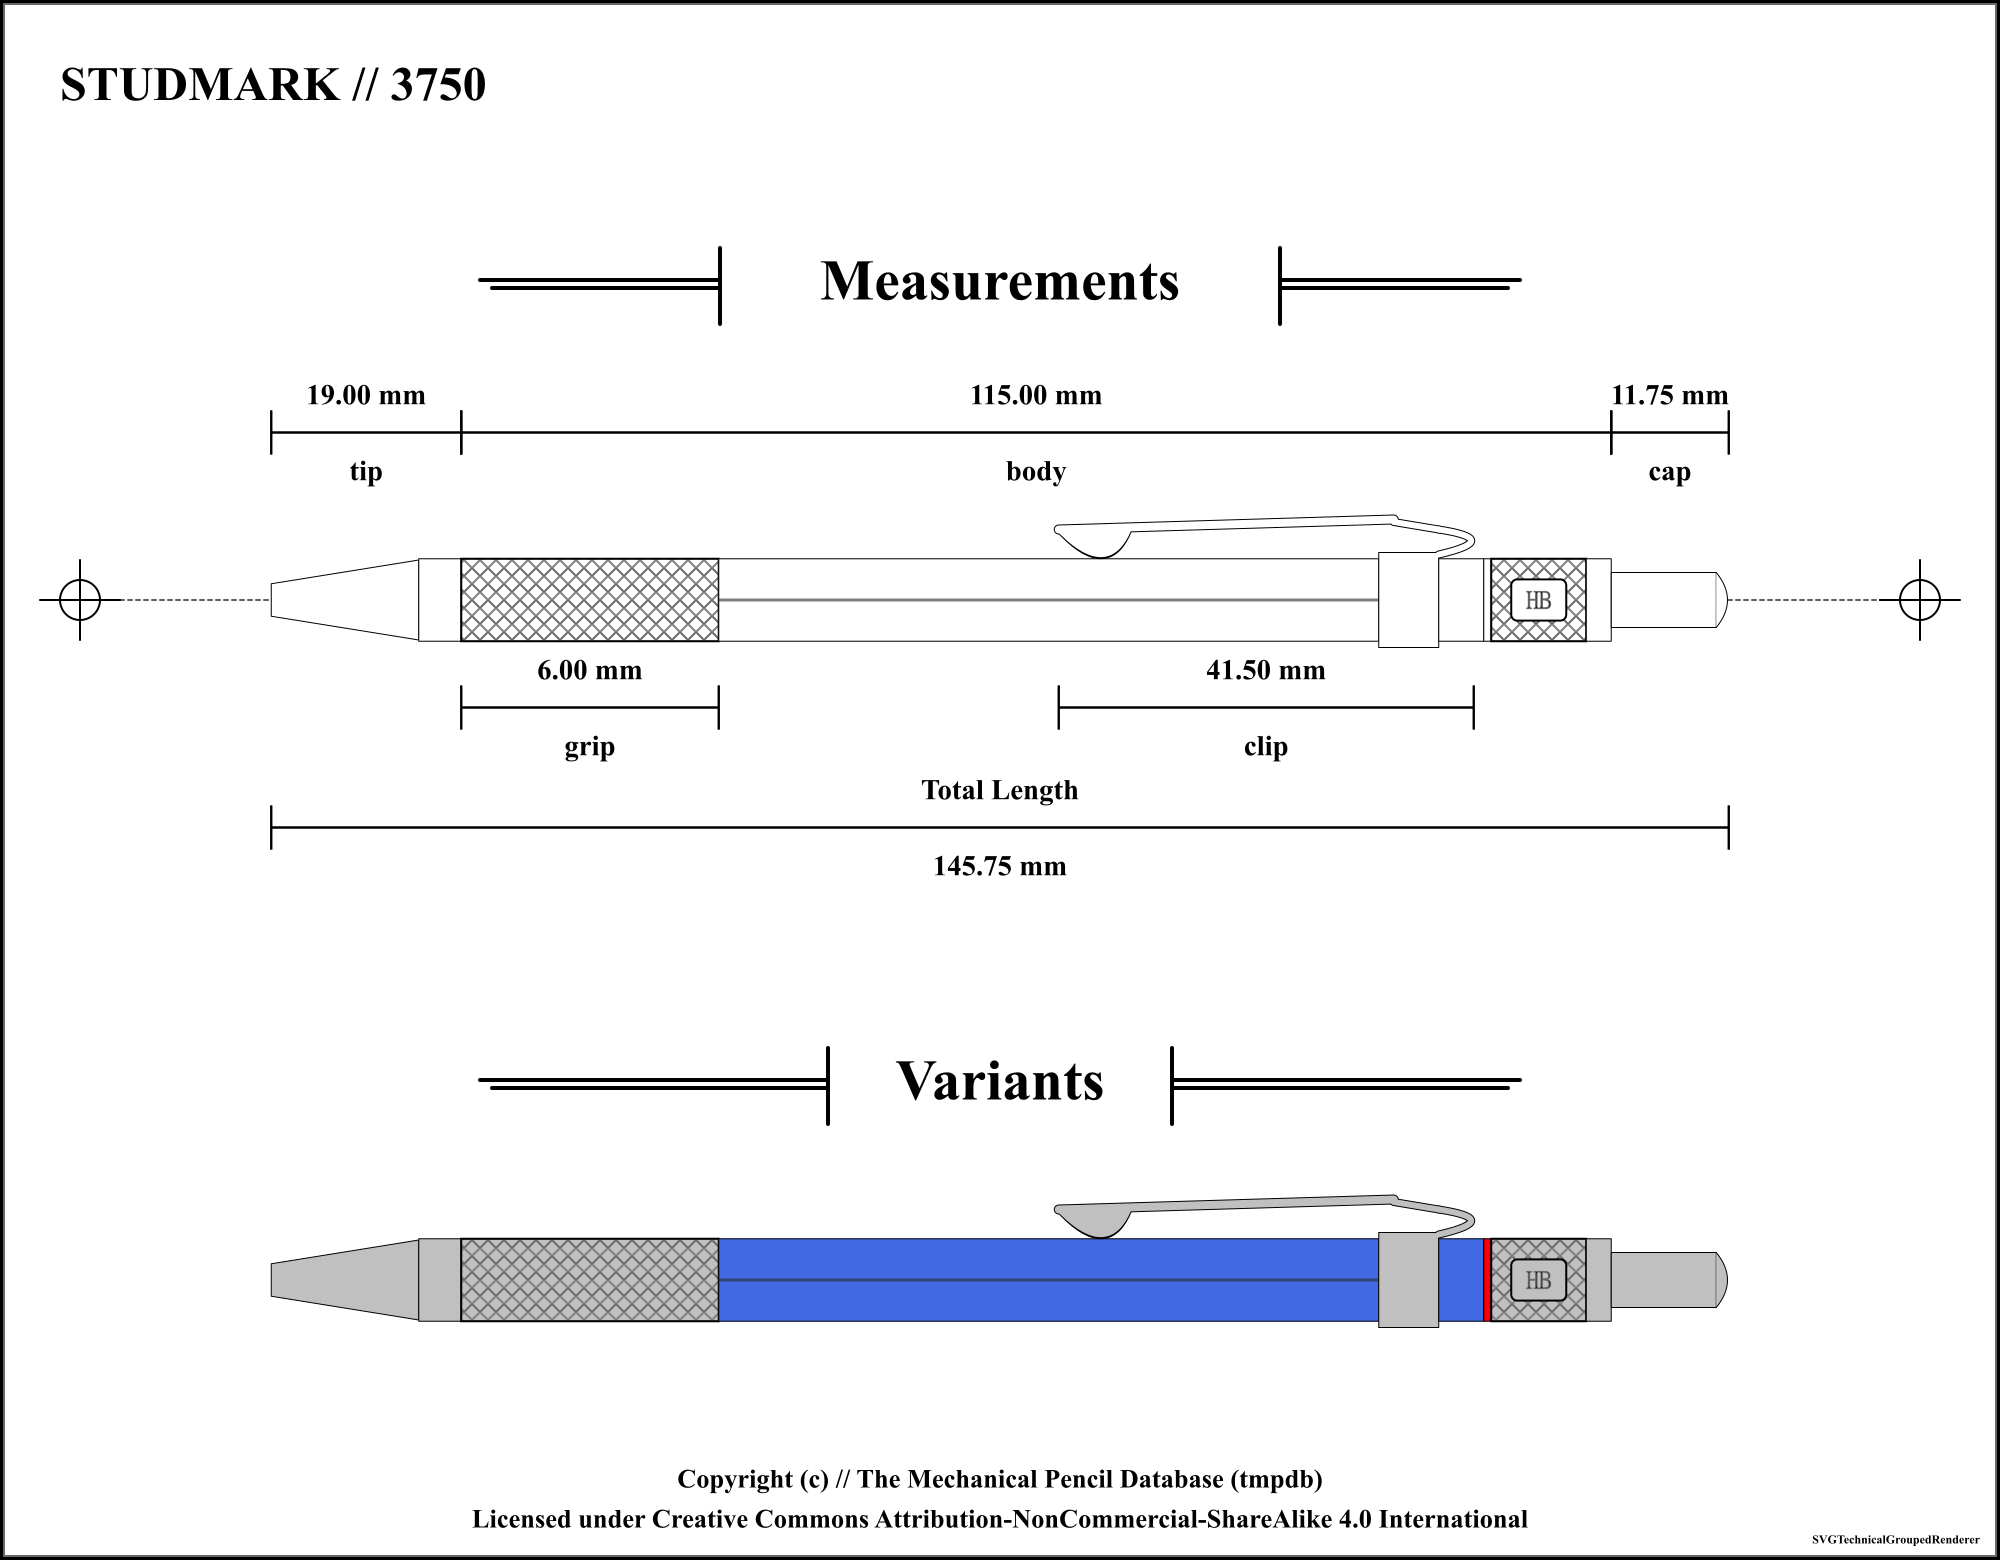 STUDMARK // 3750
Measurements
19.00 mm
115.00 mm
11.75 mm
tip
body
cap
HB
6.00 mm
41.50 mm
grip
clip
Total Length
145.75 mm
Variants
HB
Copyright (c) // The Mechanical Pencil Database (tmpdb)
Licensed under Creative Commons Attribution-NonCommercial-ShareAlike 4.0 International
SVGTechnicalGroupedRenderer